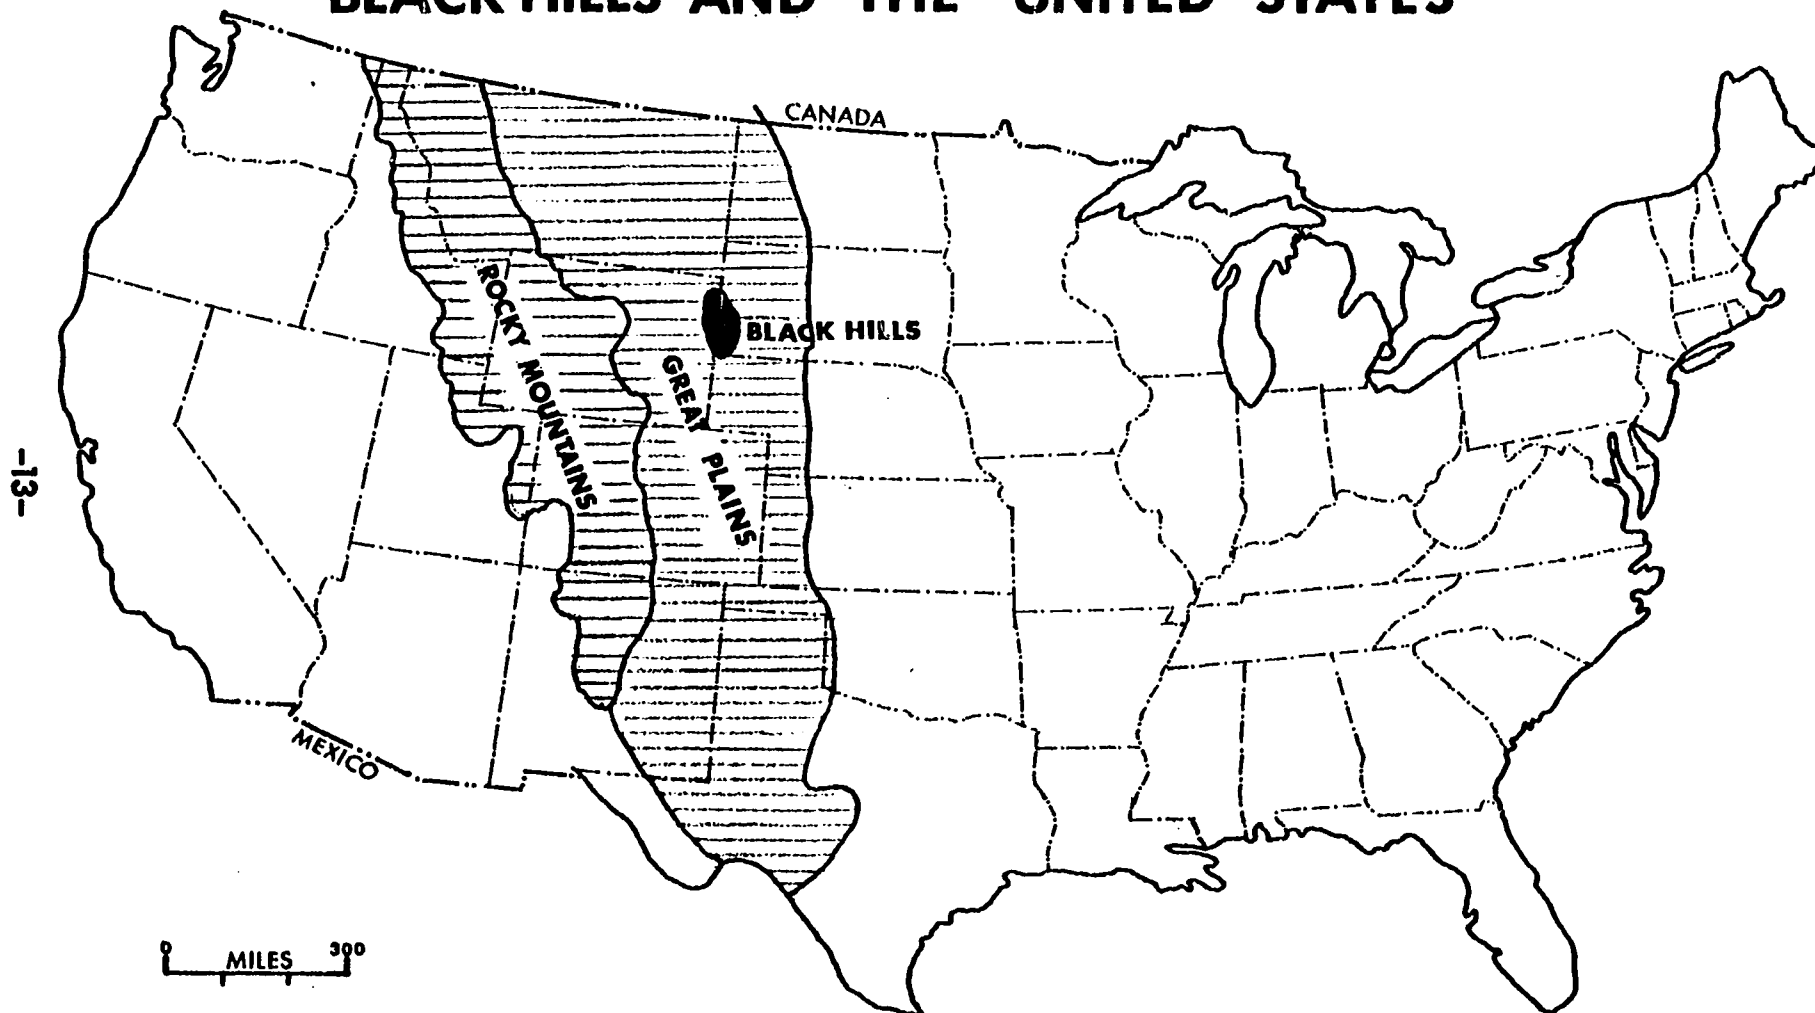 BLACK HILLS AND THE UNITED STATES
CANADA
ROCKY MOUNTAINS
BLACK HILLS
GREAT PLAINS
-13-
MEXICO
0 MILES 300